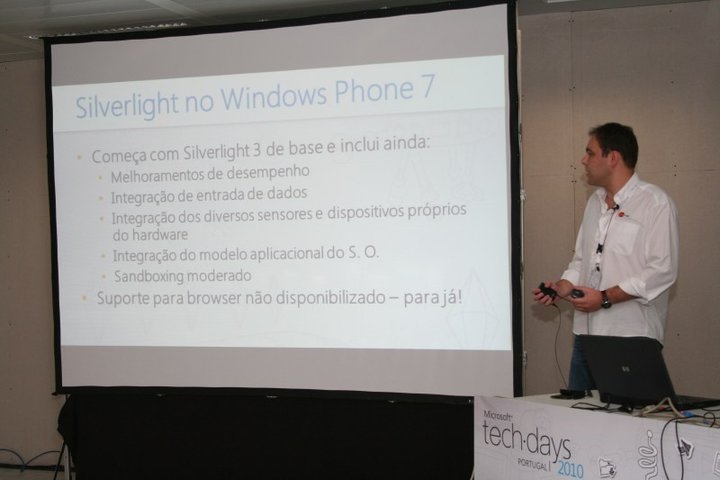 Silverlight no Windows Phone 7
• Começa com Silverlight 3 de base e inclui ainda:
• Melhoramentos de desempenho
• Integração de entrada de dados
• Integração dos diversos sensores e dispositivos próprios
do hardware
• Integração do modelo aplicacional do S. O.
• Sandboxing moderado
• Suporte para browser não disponibilizado – para já!
Microsoft®
tech·days
PORTUGAL 2010
hp